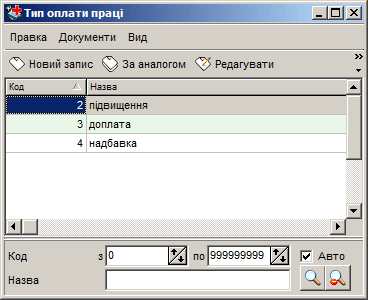 Тип оплати праці
Правка Документи Вид
Новий запис За аналогом Редагувати
Код Назва
2 підвищення
3 доплата
4 надбавка
Код з 0 по 999999999 Авто
Назва